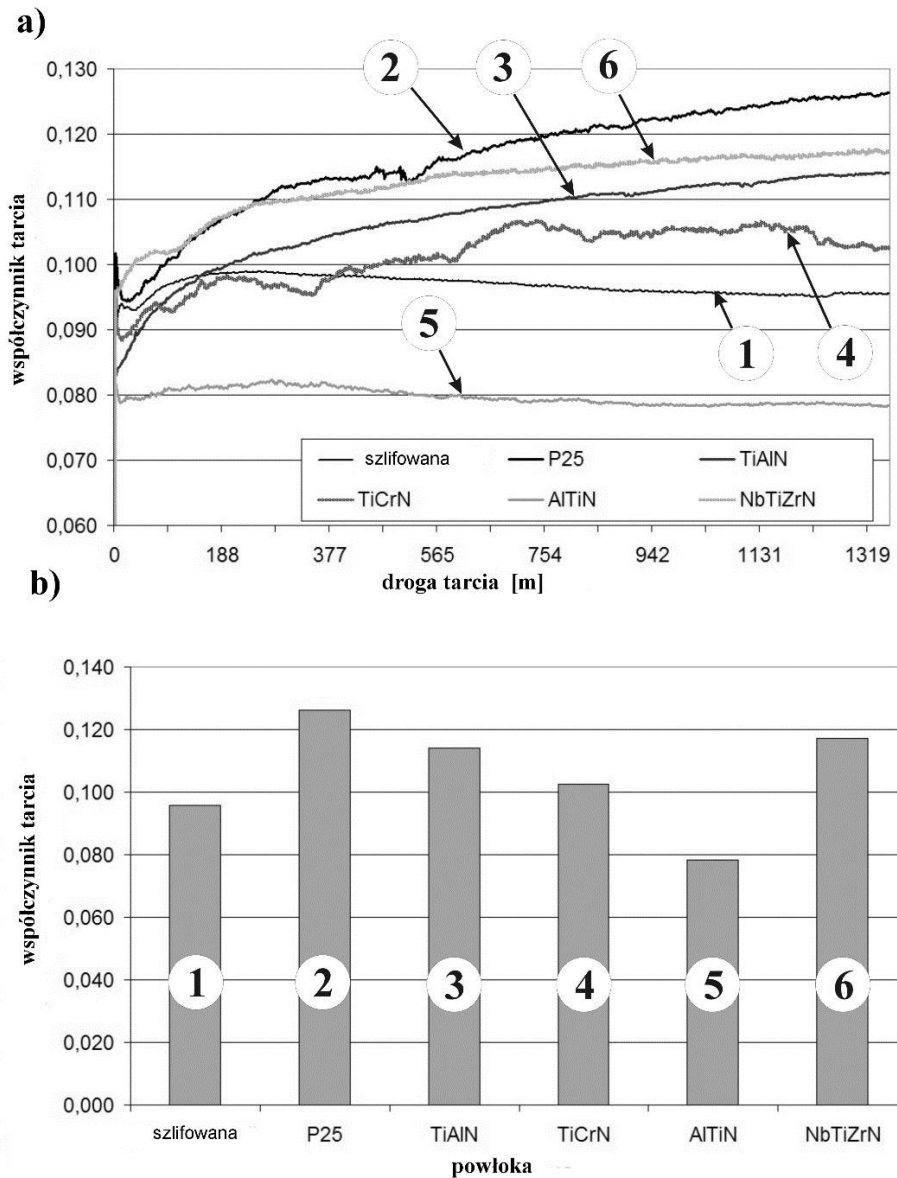 a)
0,130
0,120
0,110
0,100
0,090
0,080
0,070
0,060
współczynnik tarcia
2
3
6
5
1
4
szlifowana P25 TiAlN
TiCrN AlTiN NbTiZrN
0 188 377 565 754 942 1131 1319
droga tarcia [m]
b)
0,140
0,120
0,100
0,080
0,060
0,040
0,020
0,000
współczynnik tarcia
1 2 3 4 5 6
szlifowana P25 TiAlN TiCrN AlTiN NbTiZrN
powłoka